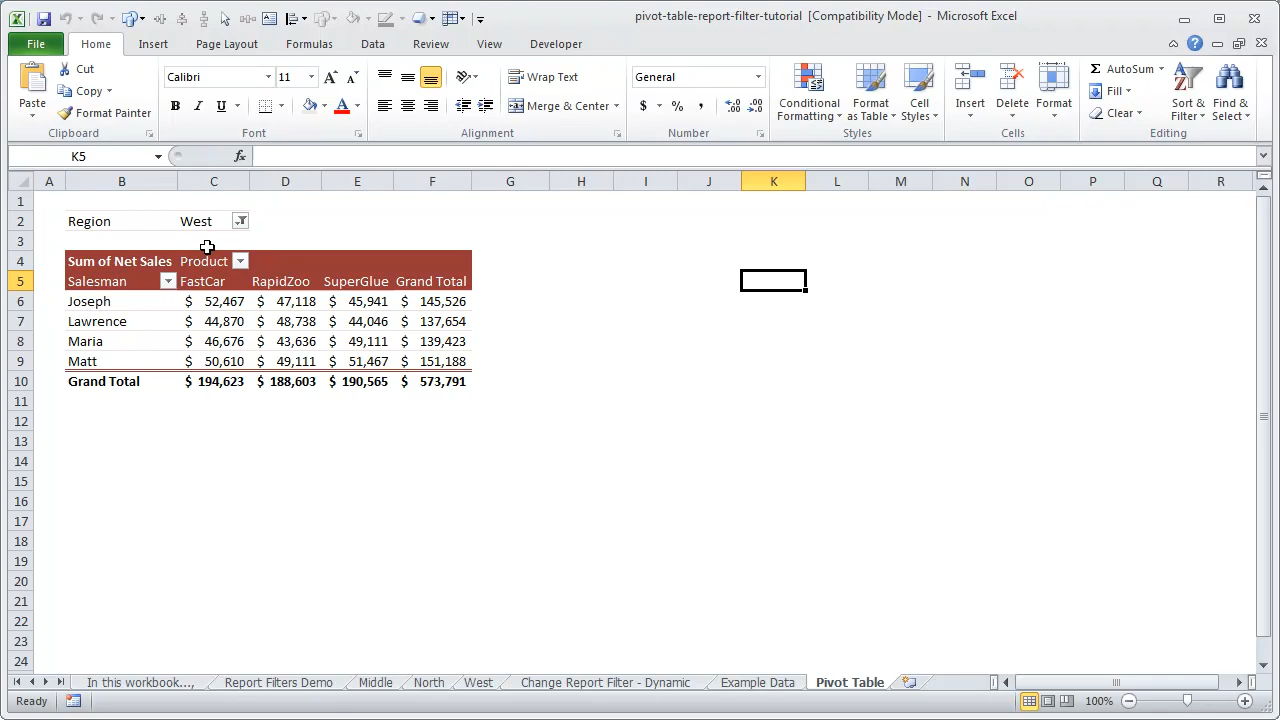 pivot-table-report-filter-tutorial [Compatibility Mode] - Microsoft Excel
File Home Insert Page Layout Formulas Data Review View Developer
Paste
Cut
Copy
Format Painter
Clipboard
Calibri 11
B I U
Font
Wrap Text
Merge & Center
Alignment
General
$ % ,
Number
Conditional Formatting
Format as Table
Cell Styles
Styles
Insert Delete Format
Cells
AutoSum
Fill
Clear
Sort & Filter
Find & Select
Editing
K5 fx
A B C D E F G H I J K L M N O P Q R
1
2 Region West
3
4 Sum of Net Sales Product
5 Salesman FastCar RapidZoo SuperGlue Grand Total
6 Joseph $ 52,467 $ 47,118 $ 45,941 $ 145,526
7 Lawrence $ 44,870 $ 48,738 $ 44,046 $ 137,654
8 Maria $ 46,676 $ 43,636 $ 49,111 $ 139,423
9 Matt $ 50,610 $ 49,111 $ 51,467 $ 151,188
10 Grand Total $ 194,623 $ 188,603 $ 190,565 $ 573,791
11
12
13
14
15
16
17
18
19
20
21
22
23
24
In this workbook..., Report Filters Demo Middle North West Change Report Filter - Dynamic Example Data Pivot Table
Ready 100%